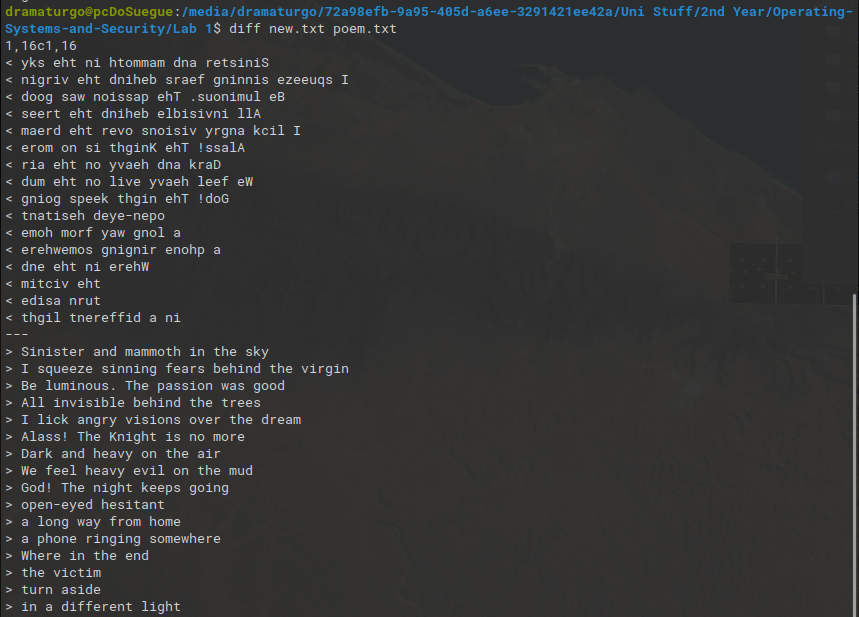 dramaturgo@pcDoSuegue:/media/dramaturgo/72a98efb-9a95-405d-a6ee-3291421ee42a/Uni Stuff/2nd Year/Operating-
Systems-and-Security/Lab 1$ diff new.txt poem.txt
1,16c1,16
< yks eht ni htommam dna retsiniS
< nigriv eht dniheb sraef gninnis ezeeuqs I
< doog saw noissap ehT .suonimul eB
< seert eht dniheb elbisivni llA
< maerd eht revo snoisiv yrgna kcil I
< erom on si thginK ehT !ssalA
< ria eht no yvaeh dna kraD
< dum eht no live yvaeh leef eW
< gniog speek thgin ehT !doG
< tnatiseh deye-nepo
< emoh morf yaw gnol a
< erehwemos gnignir enohp a
< dne eht ni erehW
< mitciv eht
< edisa nrut
< thgil tnereffid a ni
---
> Sinister and mammoth in the sky
> I squeeze sinning fears behind the virgin
> Be luminous. The passion was good
> All invisible behind the trees
> I lick angry visions over the dream
> Alass! The Knight is no more
> Dark and heavy on the air
> We feel heavy evil on the mud
> God! The night keeps going
> open-eyed hesitant
> a long way from home
> a phone ringing somewhere
> Where in the end
> the victim
> turn aside
> in a different light